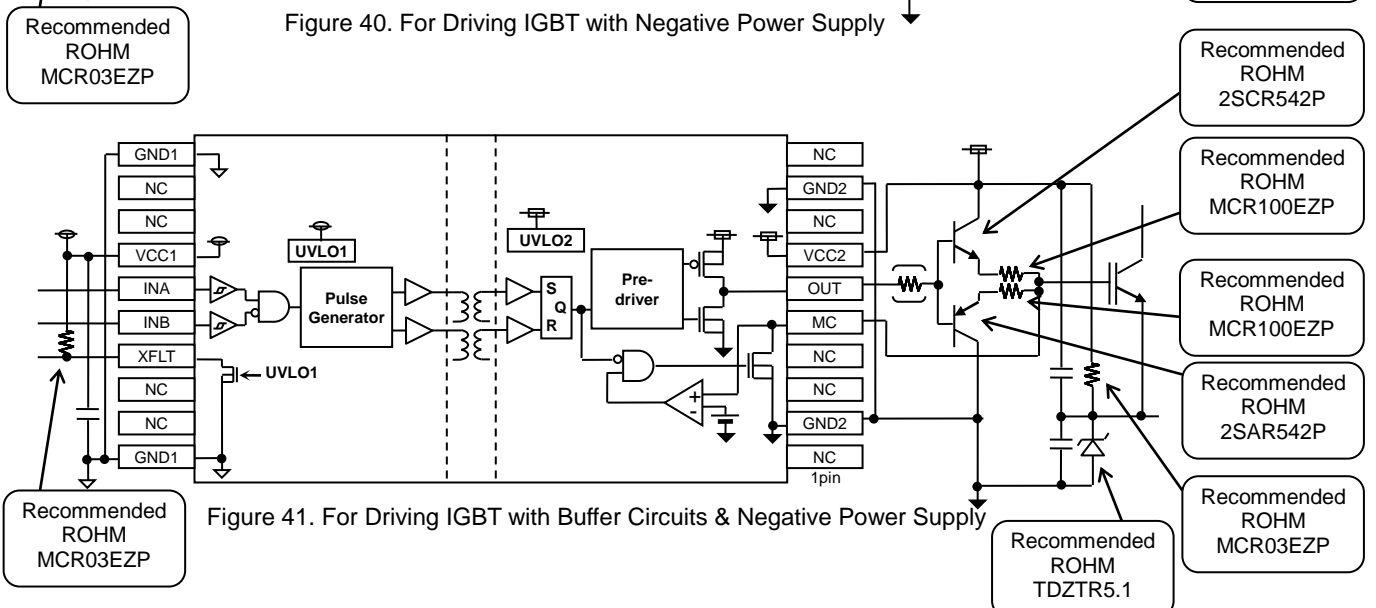 Figure 40. For Driving IGBT with Negative Power Supply
Recommended
ROHM
MCR03EZP
Recommended
ROHM
2SCR542P
GND1
NC
NC
VCC1
INA
INB
XFLT
NC
NC
GND1
UVLO1
Pulse
Generator
UVLO1
UVLO2
S
Q
R
Pre-
driver
+
-
NC
GND2
NC
VCC2
OUT
MC
NC
NC
GND2
NC
1pin
Recommended
ROHM
MCR100EZP
Recommended
ROHM
MCR100EZP
Recommended
ROHM
2SAR542P
Recommended
ROHM
MCR03EZP
Recommended
ROHM
MCR03EZP
Figure 41. For Driving IGBT with Buffer Circuits & Negative Power Supply
Recommended
ROHM
TDZTR5.1